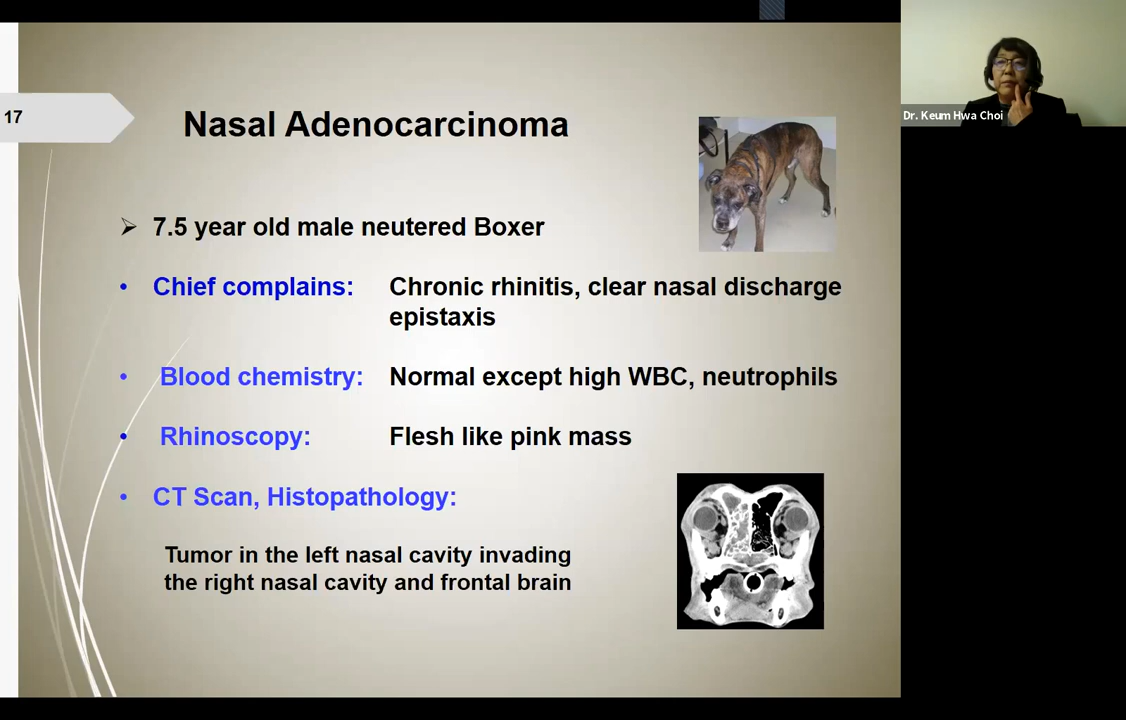 17
Nasal Adenocarcinoma
7.5 year old male neutered Boxer
Chief complains: Chronic rhinitis, clear nasal discharge
epistaxis
Blood chemistry: Normal except high WBC, neutrophils
Rhinoscopy: Flesh like pink mass
CT Scan, Histopathology:
Tumor in the left nasal cavity invading
the right nasal cavity and frontal brain
Dr. Keum Hwa Choi